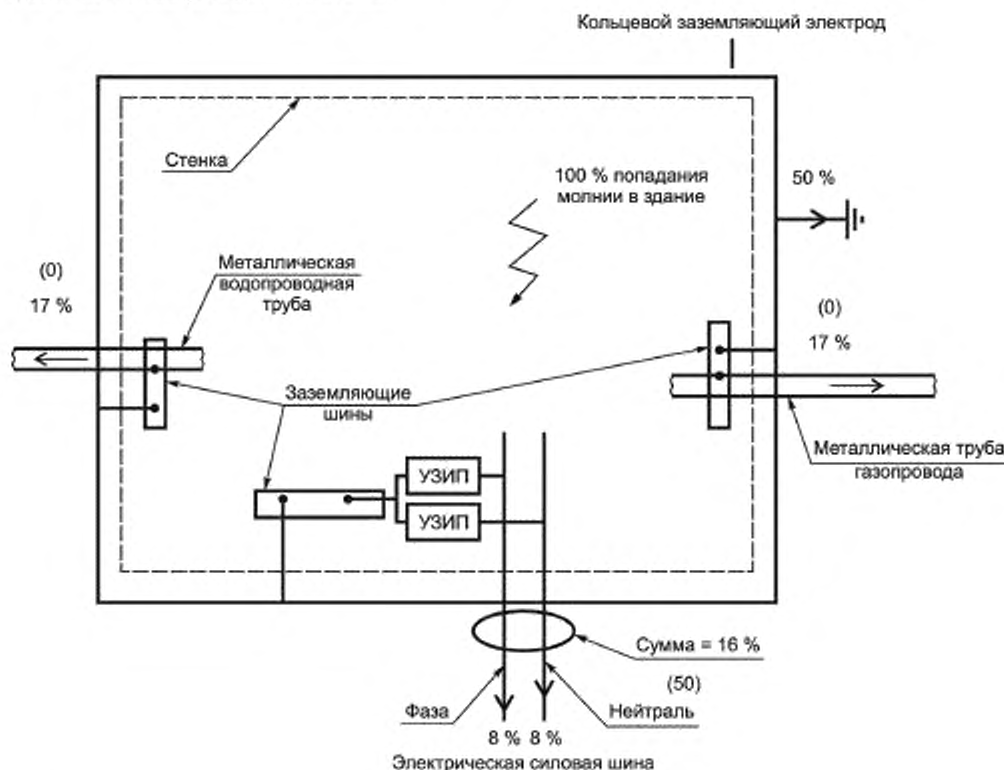 Кольцевой заземляющий электрод
Стенка
100 % попадания
молнии в здание
50 %
Металлическая
водопроводная
труба
(0)
17 %
(0)
17 %
Заземляющие
шины
Металлическая труба
газопровода
УЗИП
УЗИП
Сумма = 16 %
(50)
Фаза
Нейтраль
8 % 8 %
Электрическая силовая шина